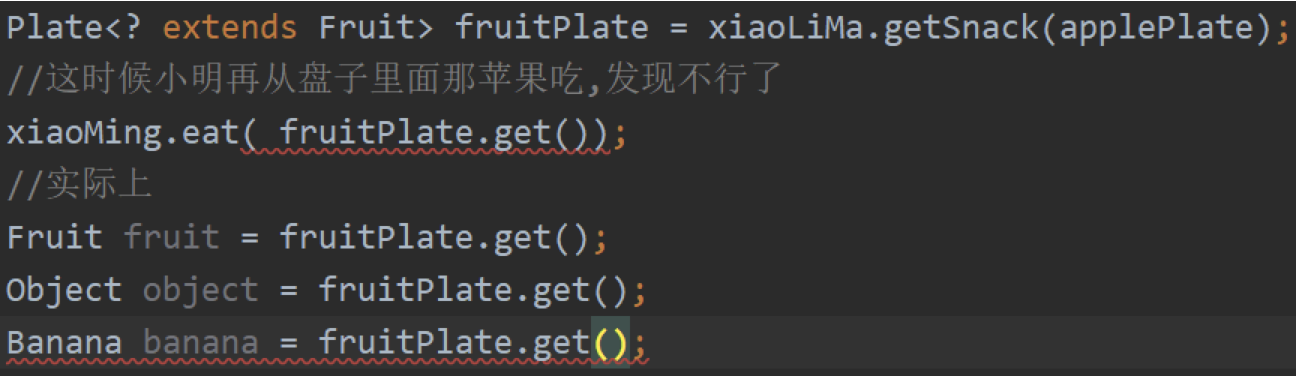 Plate<? extends Fruit> fruitPlate = xiaoLiMa.getSnack(applePlate);
//这时候小明再从盘子里面那苹果吃,发现不行了
xiaoMing.eat( fruitPlate.get());
//实际上
Fruit fruit = fruitPlate.get();
Object object = fruitPlate.get();
Banana banana = fruitPlate.get();